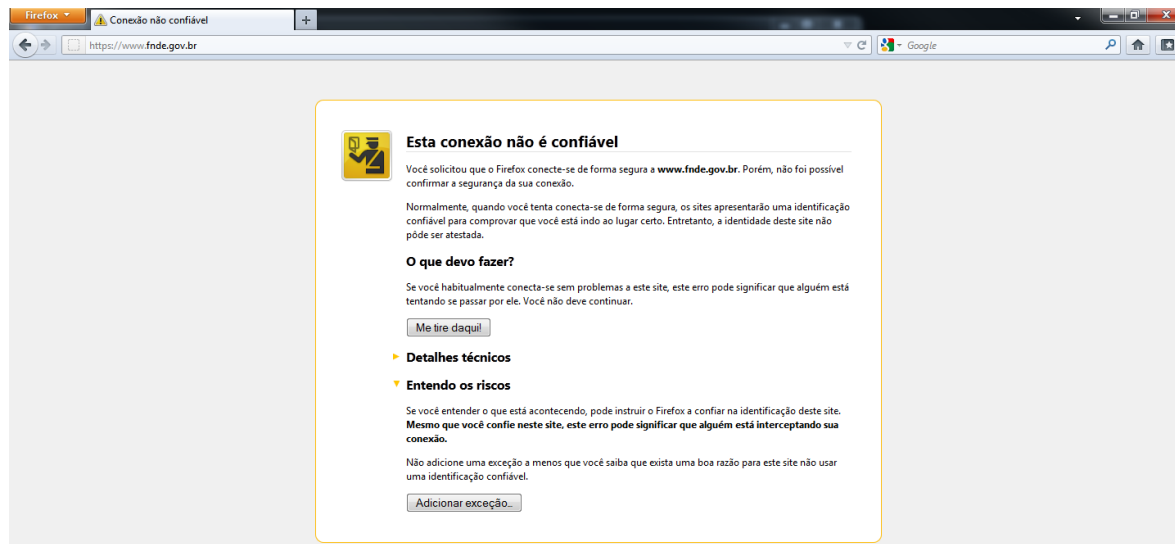 Firefox
Conexão não confiável
https://www.fnde.gov.br
Google
Esta conexão não é confiável
Você solicitou que o Firefox conecte-se de forma segura a www.fnde.gov.br. Porém, não foi possível
confirmar a segurança da sua conexão.
Normalmente, quando você tenta conecta-se de forma segura, os sites apresentarão uma identificação
confiável para comprovar que você está indo ao lugar certo. Entretanto, a identidade deste site não
pôde ser atestada.
O que devo fazer?
Se você habitualmente conecta-se sem problemas a este site, este erro pode significar que alguém está
tentando se passar por ele. Você não deve continuar.
Me tire daqui!
Detalhes técnicos
Entendo os riscos
Se você entender o que está acontecendo, pode instruir o Firefox a confiar na identificação deste site.
Mesmo que você confie neste site, este erro pode significar que alguém está interceptando sua
conexão.
Não adicione uma exceção a menos que você saiba que exista uma boa razão para este site não usar
uma identificação confiável.
Adicionar exceção...